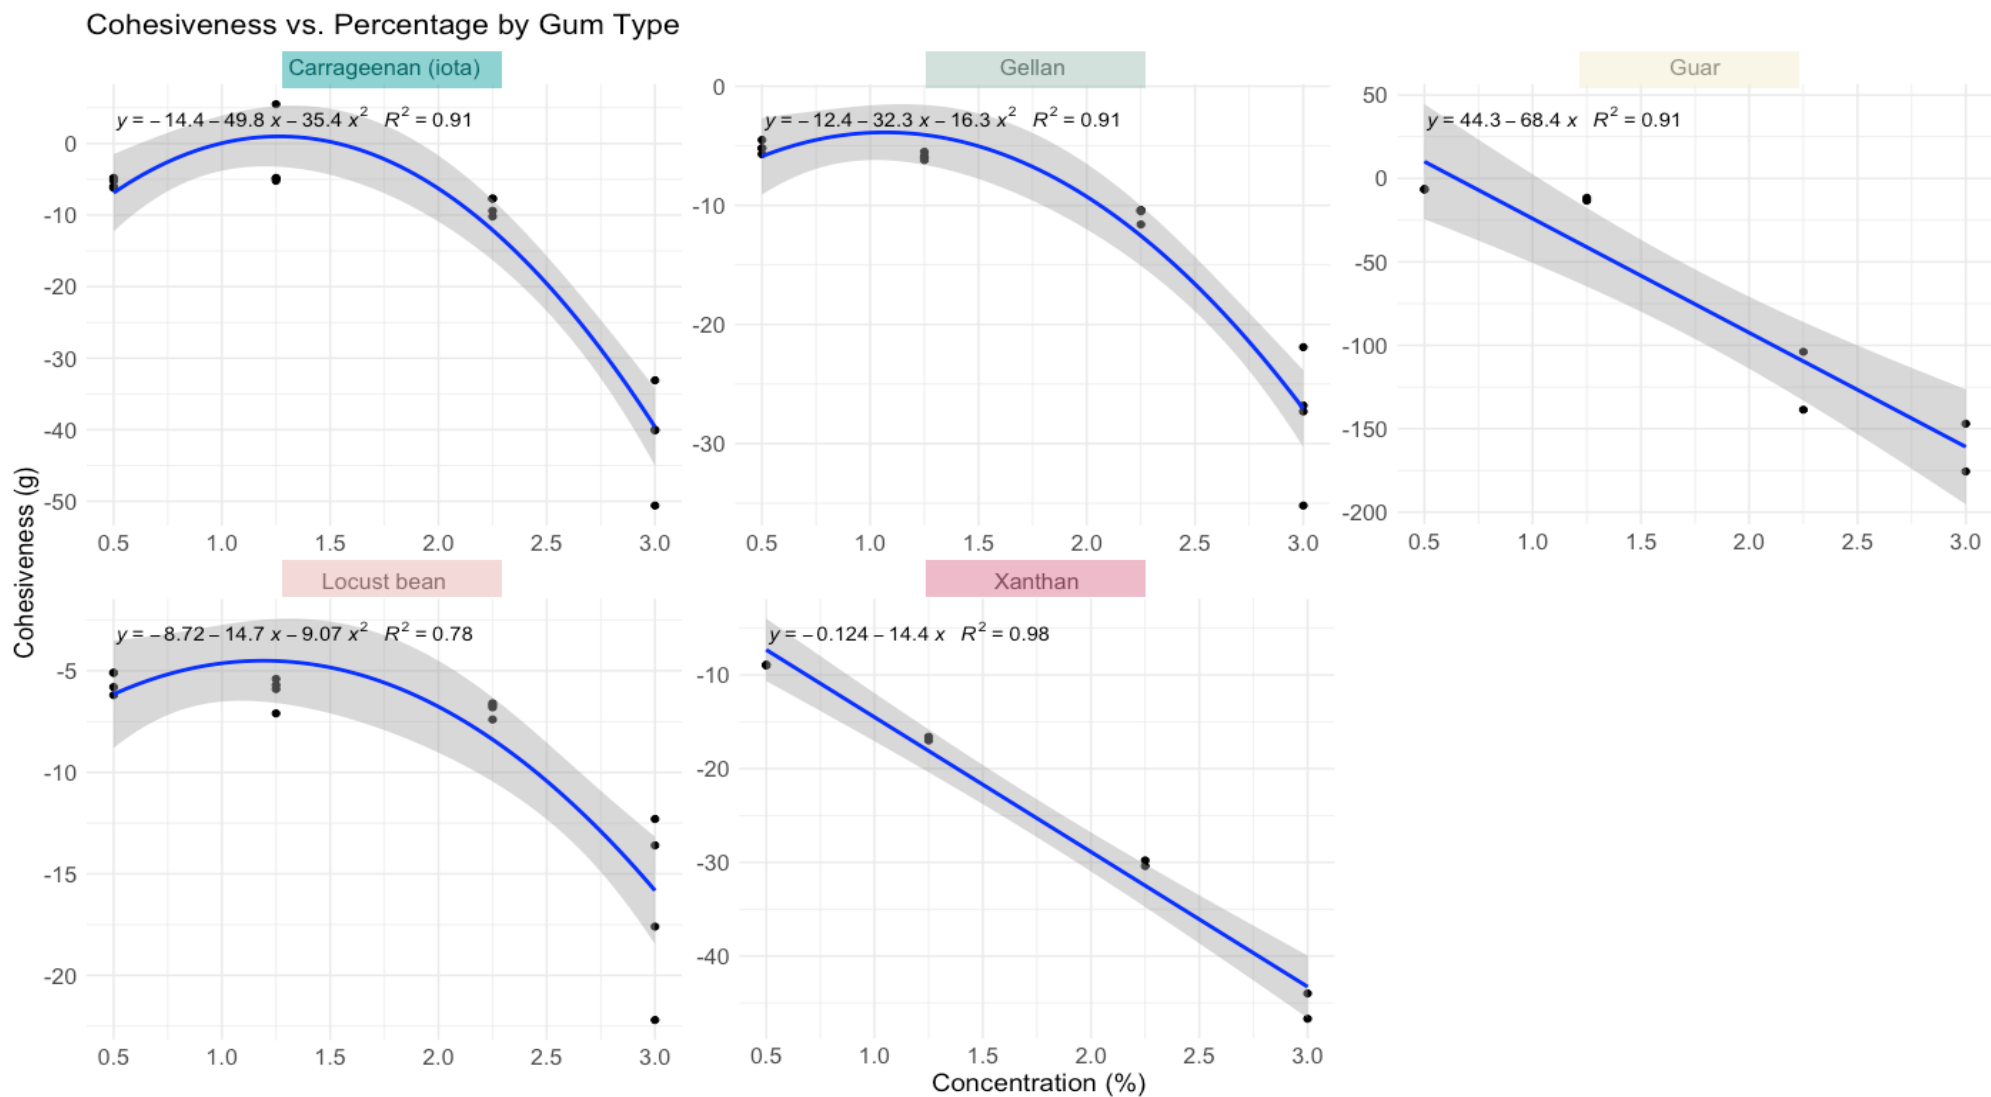 Cohesiveness vs. Percentage by Gum Type
Cohesiveness (g)
Carrageenan (iota)
y = −14.4 − 49.8 x − 35.4 x² R² = 0.91
0
-10
-20
-30
-40
-50
0.5 1.0 1.5 2.0 2.5 3.0
Gellan
y = −12.4 − 32.3 x − 16.3 x² R² = 0.91
0
-10
-20
-30
0.5 1.0 1.5 2.0 2.5 3.0
Guar
y = 44.3 − 68.4 x R² = 0.91
50
0
-50
-100
-150
-200
0.5 1.0 1.5 2.0 2.5 3.0
Locust bean
y = −8.72 − 14.7 x − 9.07 x² R² = 0.78
-5
-10
-15
-20
0.5 1.0 1.5 2.0 2.5 3.0
Xanthan
y = −0.124 − 14.4 x R² = 0.98
-10
-20
-30
-40
0.5 1.0 1.5 2.0 2.5 3.0
Concentration (%)